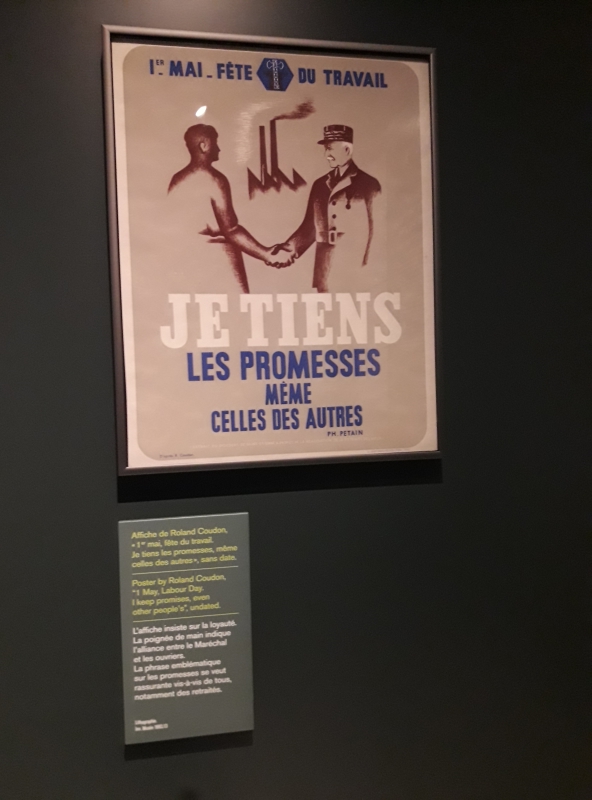 1ER MAI - FÊTE DU TRAVAIL
JE TIENS
LES PROMESSES
MÊME
CELLES DES AUTRES
PH. PETAIN
Affiche de Roland Coudon,
« 1er mai, fête du travail.
Je tiens les promesses, même
celles des autres », sans date.
Poster by Roland Coudon,
"1 May, Labour Day.
I keep promises, even
other people's", undated.
L'affiche insiste sur la loyauté.
La poignée de main indique
l'alliance entre le Maréchal
et les ouvriers.
La phrase emblématique
sur les promesses se veut
rassurante vis-à-vis de tous,
notamment des retraités.
Lithographie